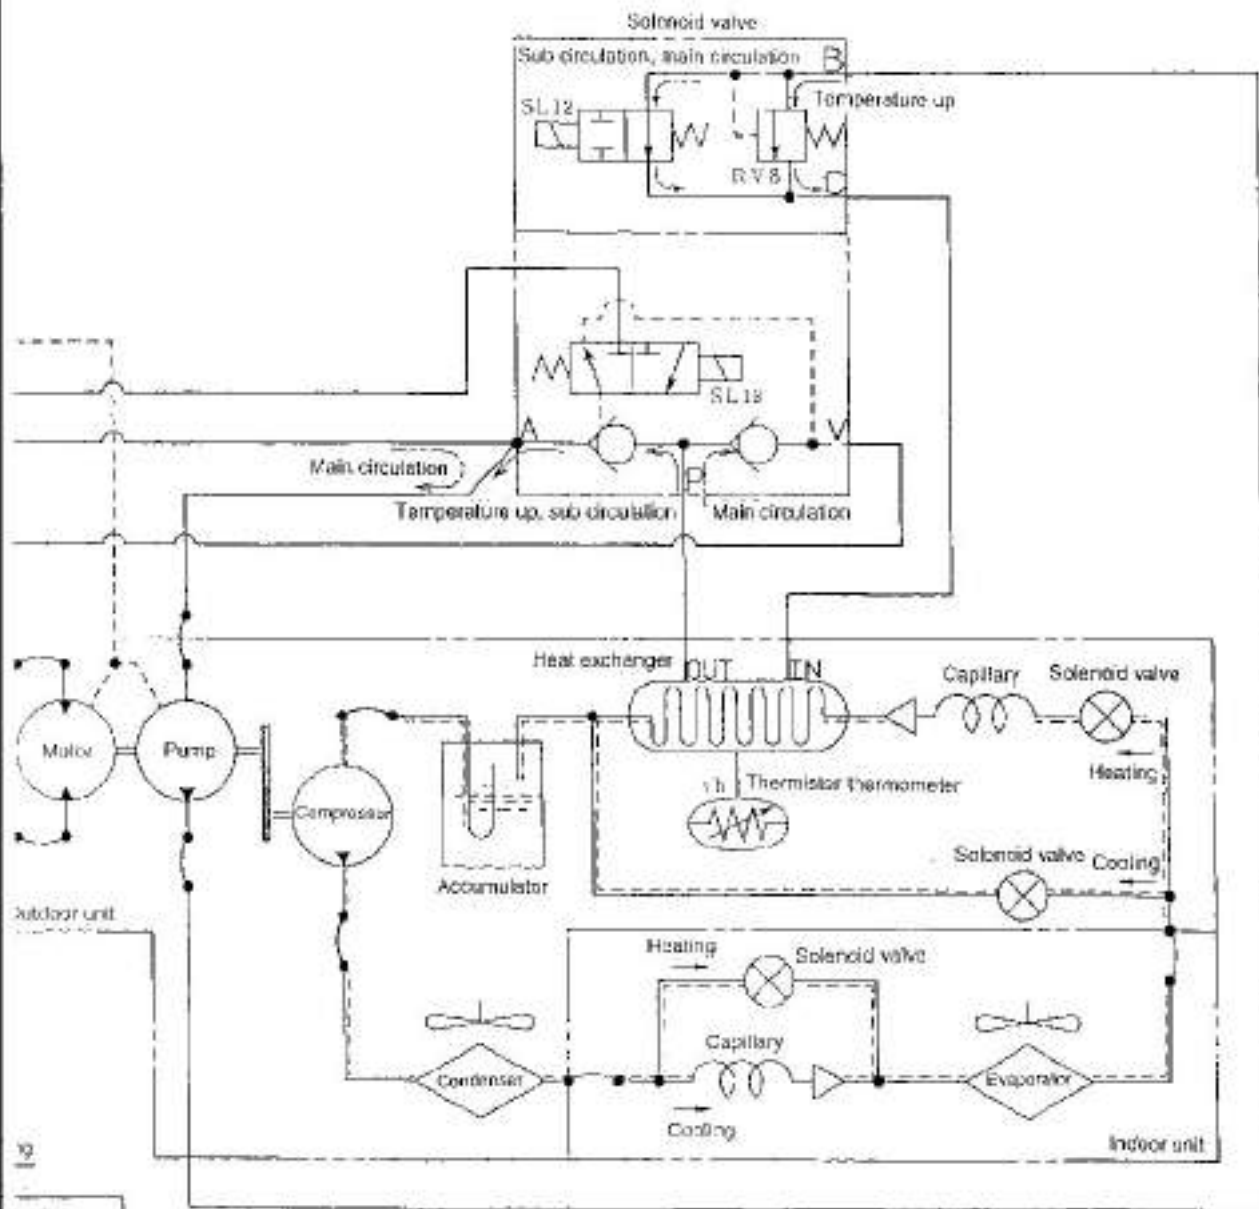 Solenoid valve
Sub circulation, main circulation
B
Temperature up
SL12
RV8
C
SL13
A
V
Main circulation
P
Temperature up, sub circulation
Main circulation
Heat exchanger
OUT
IN
Capillary
Solenoid valve
Motor
Pump
Heating
Th
Thermistor thermometer
Compressor
Solenoid valve
Cooling
Accumulator
Outdoor unit
Heating
Solenoid valve
Capillary
Condenser
Evaporator
Cooling
Indoor unit